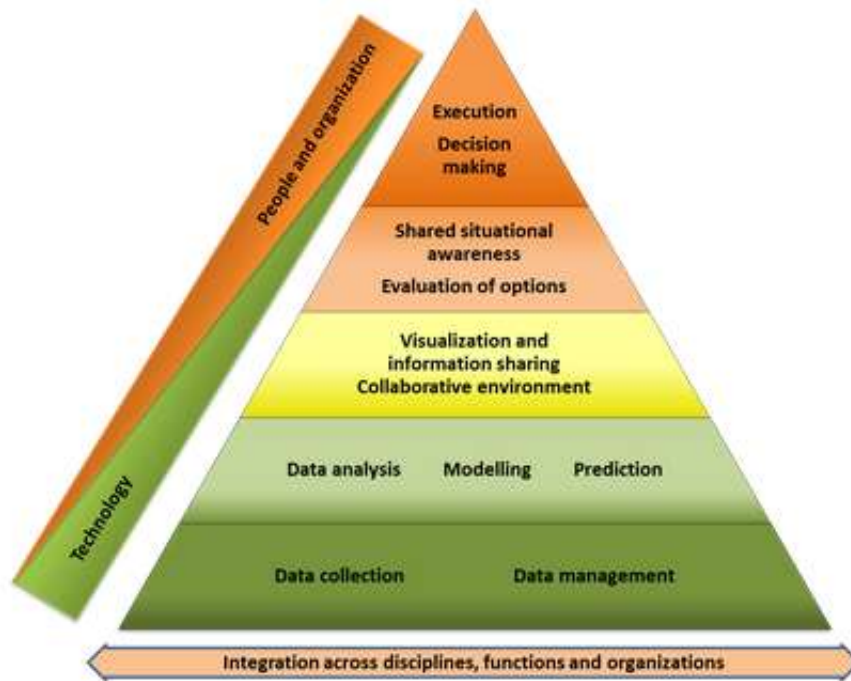 People and organization
Technology
Execution
Decision
making
Shared situational
awareness
Evaluation of options
Visualization and
information sharing
Collaborative environment
Data analysis Modelling Prediction
Data collection Data management
Integration across disciplines, functions and organizations